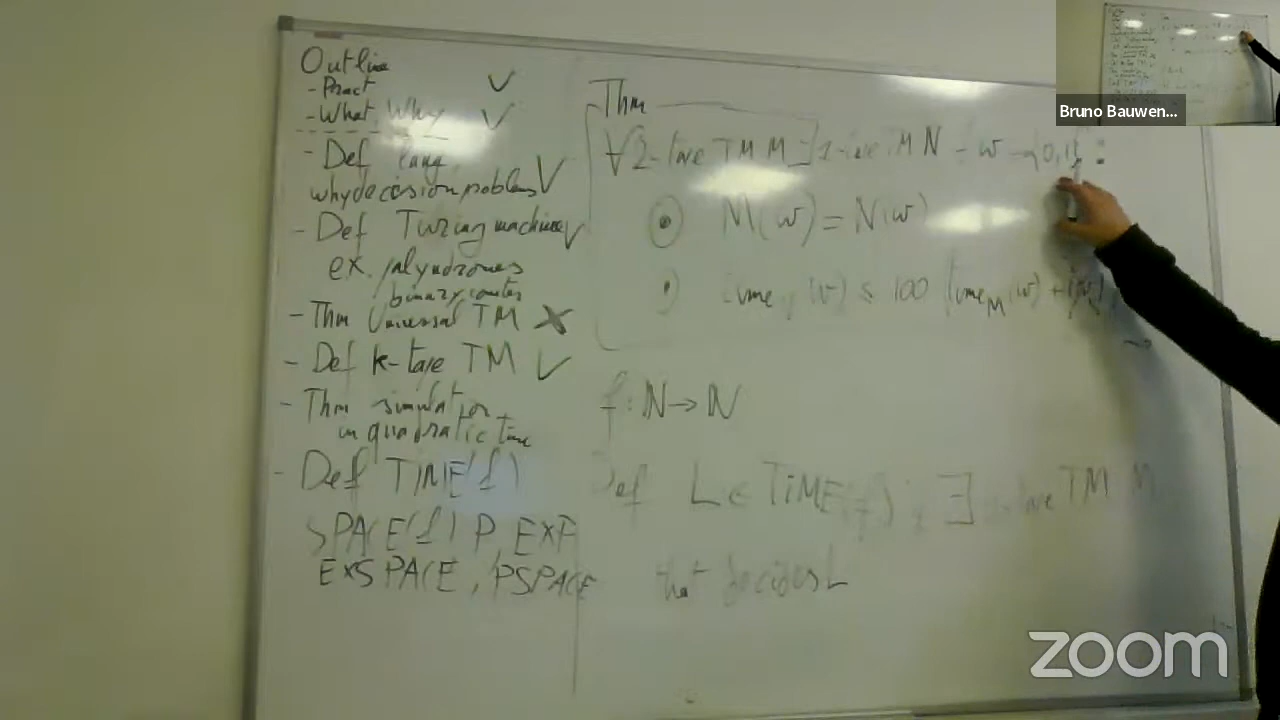 Outline
- Pract ✓
- What, Why ✓
- Def lang,
why decision problems ✓
- Def Turing machine ✓
ex. palyndromes
binary counter
- Thm Universal TM ✗
- Def k-tape TM ✓
- Thm simulation
in quadratic time
- Def TIME(f)
SPACE(f) P, EXP
EXSPACE, PSPACE
Thm
∀ 2-tape TM M ∃ 1-tape TM N w {0,1} :
M(w) = N(w)
time (w) ≤ 100 (time_M(w) +
f : N → N
Def L ∈ TIME(f) if ∃ tape TM M
that decides L
Bruno Bauwen...
zoom